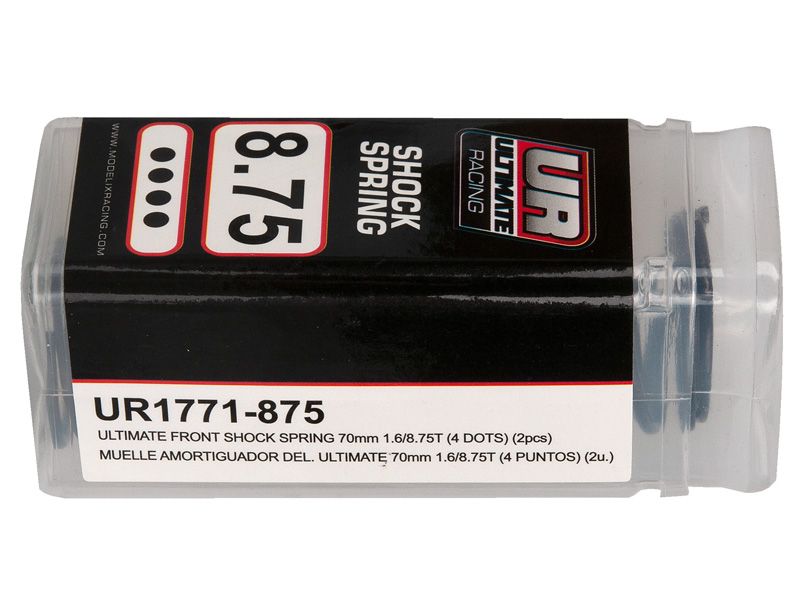 UR
ULTIMATE
RACING
SHOCK
SPRING
8.75
WWW.MODELIXRACING.COM
UR1771-875
ULTIMATE FRONT SHOCK SPRING 70mm 1.6/8.75T (4 DOTS) (2pcs)
MUELLE AMORTIGUADOR DEL. ULTIMATE 70mm 1.6/8.75T (4 PUNTOS) (2u.)